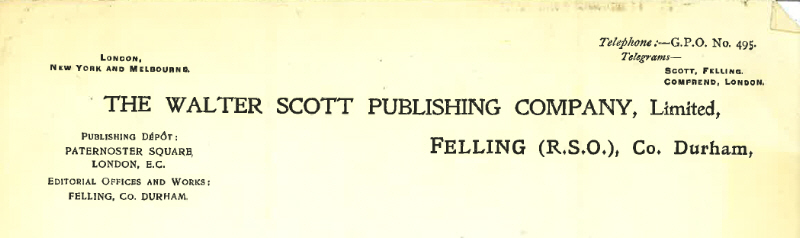 Telephone:—G.P.O. No. 495.
Telegrams—
SCOTT, FELLING.
COMPREND, LONDON.
LONDON,
NEW YORK AND MELBOURNE.
THE WALTER SCOTT PUBLISHING COMPANY, Limited,
FELLING (R.S.O.), Co. Durham,
PUBLISHING DÉPÔT:
PATERNOSTER SQUARE,
LONDON, E.C.
EDITORIAL OFFICES AND WORKS:
FELLING, CO. DURHAM.